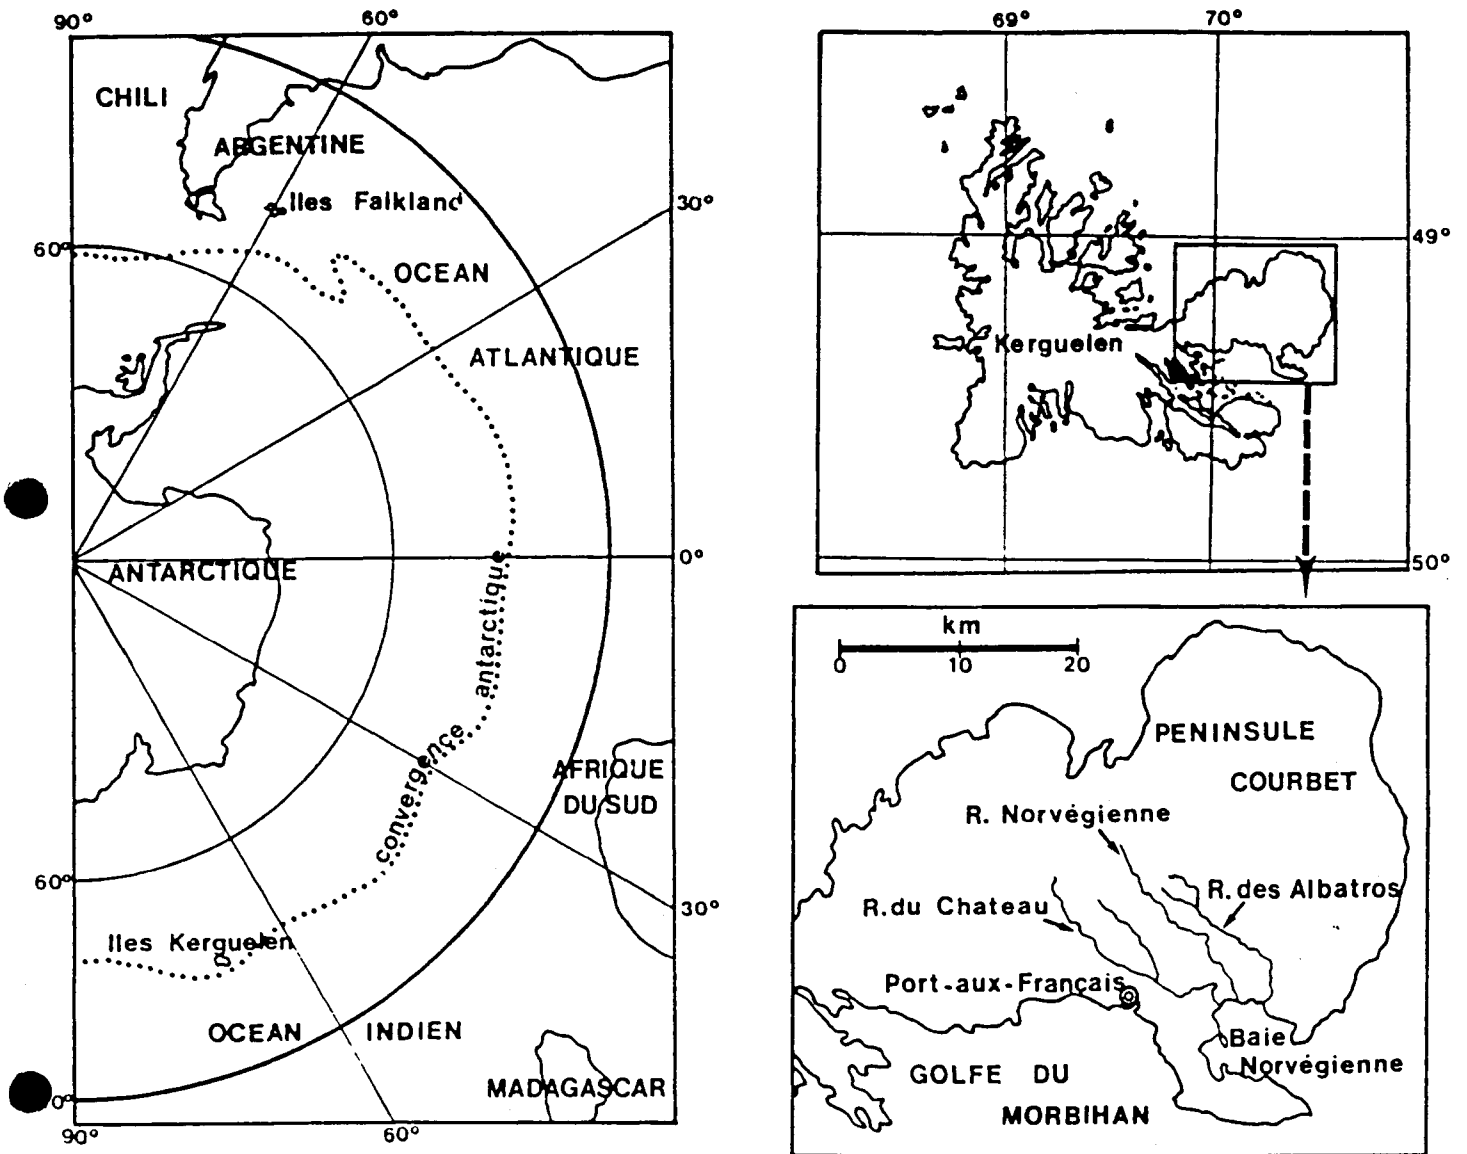 90°
60°
CHILI
ARGENTINE
Iles Falkland
30°
60°
OCEAN
ATLANTIQUE
0°
ANTARCTIQUE
antarctique
convergence
AFRIQUE
DU SUD
60°
30°
Iles Kerguelen
OCEAN INDIEN
MADAGASCAR
0°
90°
60°
69°
70°
49°
Kerguelen
50°
km
0 10 20
PENINSULE
COURBET
R. Norvégienne
R. des Albatros
R. du Chateau
Port-aux-Français
Baie
Norvégienne
GOLFE DU
MORBIHAN